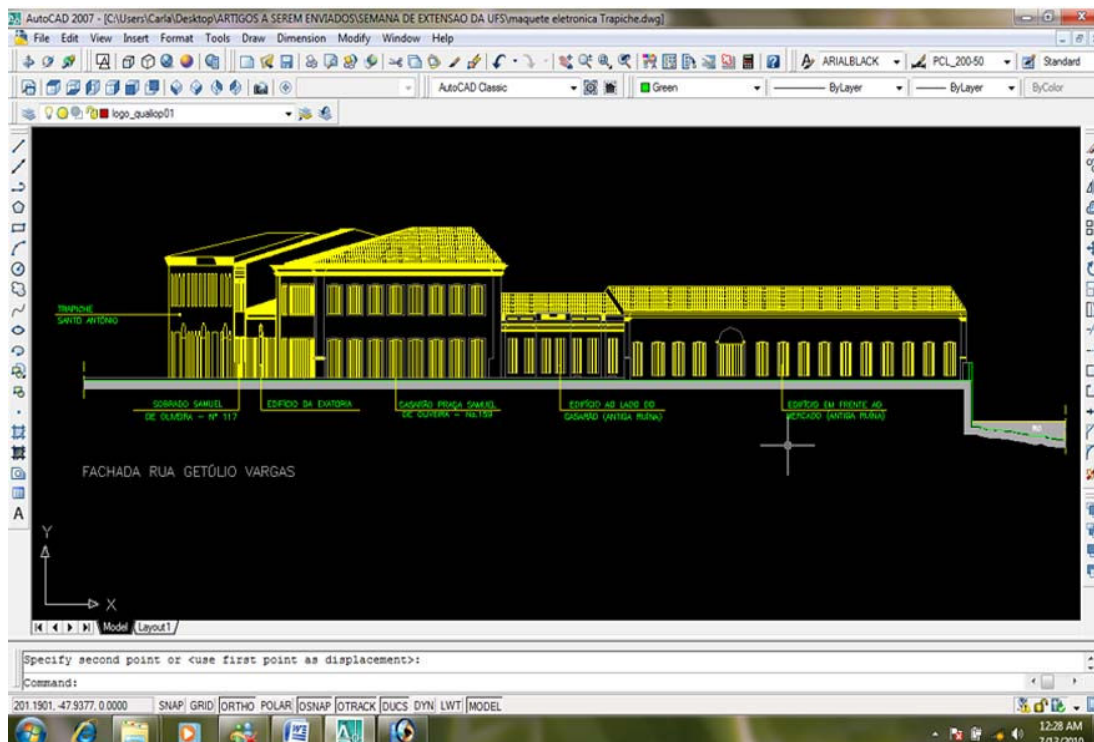 AutoCAD 2007 - [C:\Users\Carla\Desktop\ARTIGOS A SEREM ENVIADOS\SEMANA DE EXTENSAO DA UFS\maquete eletronica Trapiche.dwg]
File Edit View Insert Format Tools Draw Dimension Modify Window Help
ARIALBLACK PCL_200-50 Standard
AutoCAD Classic Green ByLayer ByLayer ByColor
logo_qualiop01
TRAPICHE
SANTO ANTÔNIO
SOBRADO SAMUEL
DE OLIVEIRA - Nº 117
EDIFÍCIO DA EXATORIA
CASARÃO PRAÇA SAMUEL
DE OLIVEIRA - No.159
EDIFÍCIO AO LADO DO
CASARÃO (ANTIGA RUÍNA)
EDIFÍCIO EM FRENTE AO
MERCADO (ANTIGA RUÍNA)
FACHADA RUA GETÚLIO VARGAS
Y
X
Model Layout1
Specify second point or <use first point as displacement>:
Command:
201.1901, -47.9377, 0.0000 SNAP GRID ORTHO POLAR OSNAP OTRACK DUCS DYN LWT MODEL
12:28 AM
7/13/2010